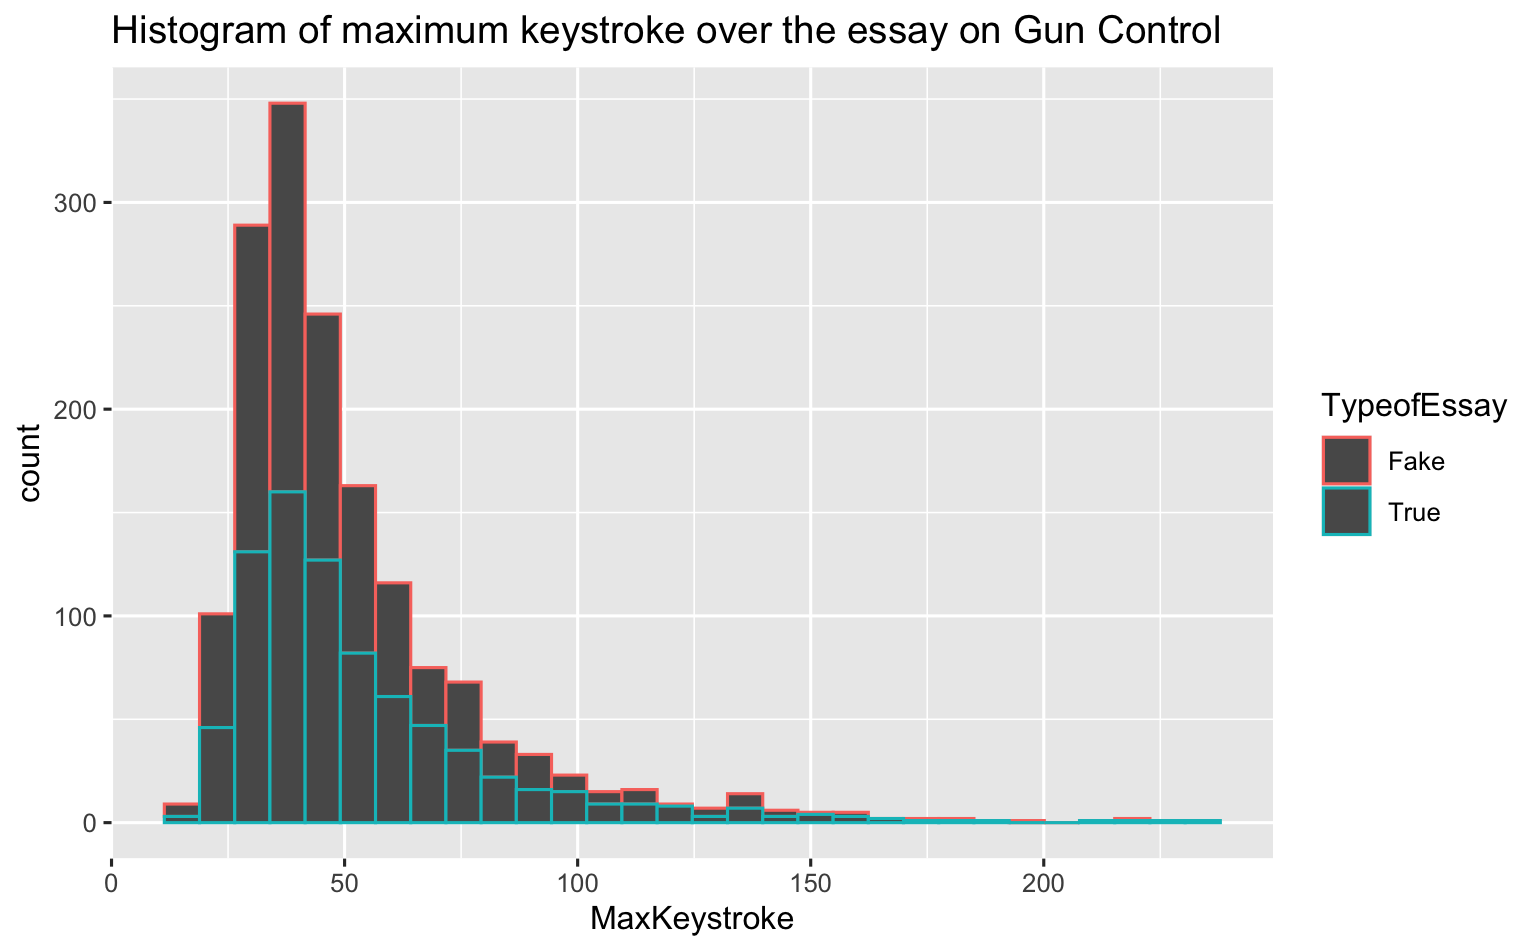 Histogram of maximum keystroke over the essay on Gun Control
count
300
200
100
0
0 50 100 150 200
MaxKeystroke
TypeofEssay
Fake
True